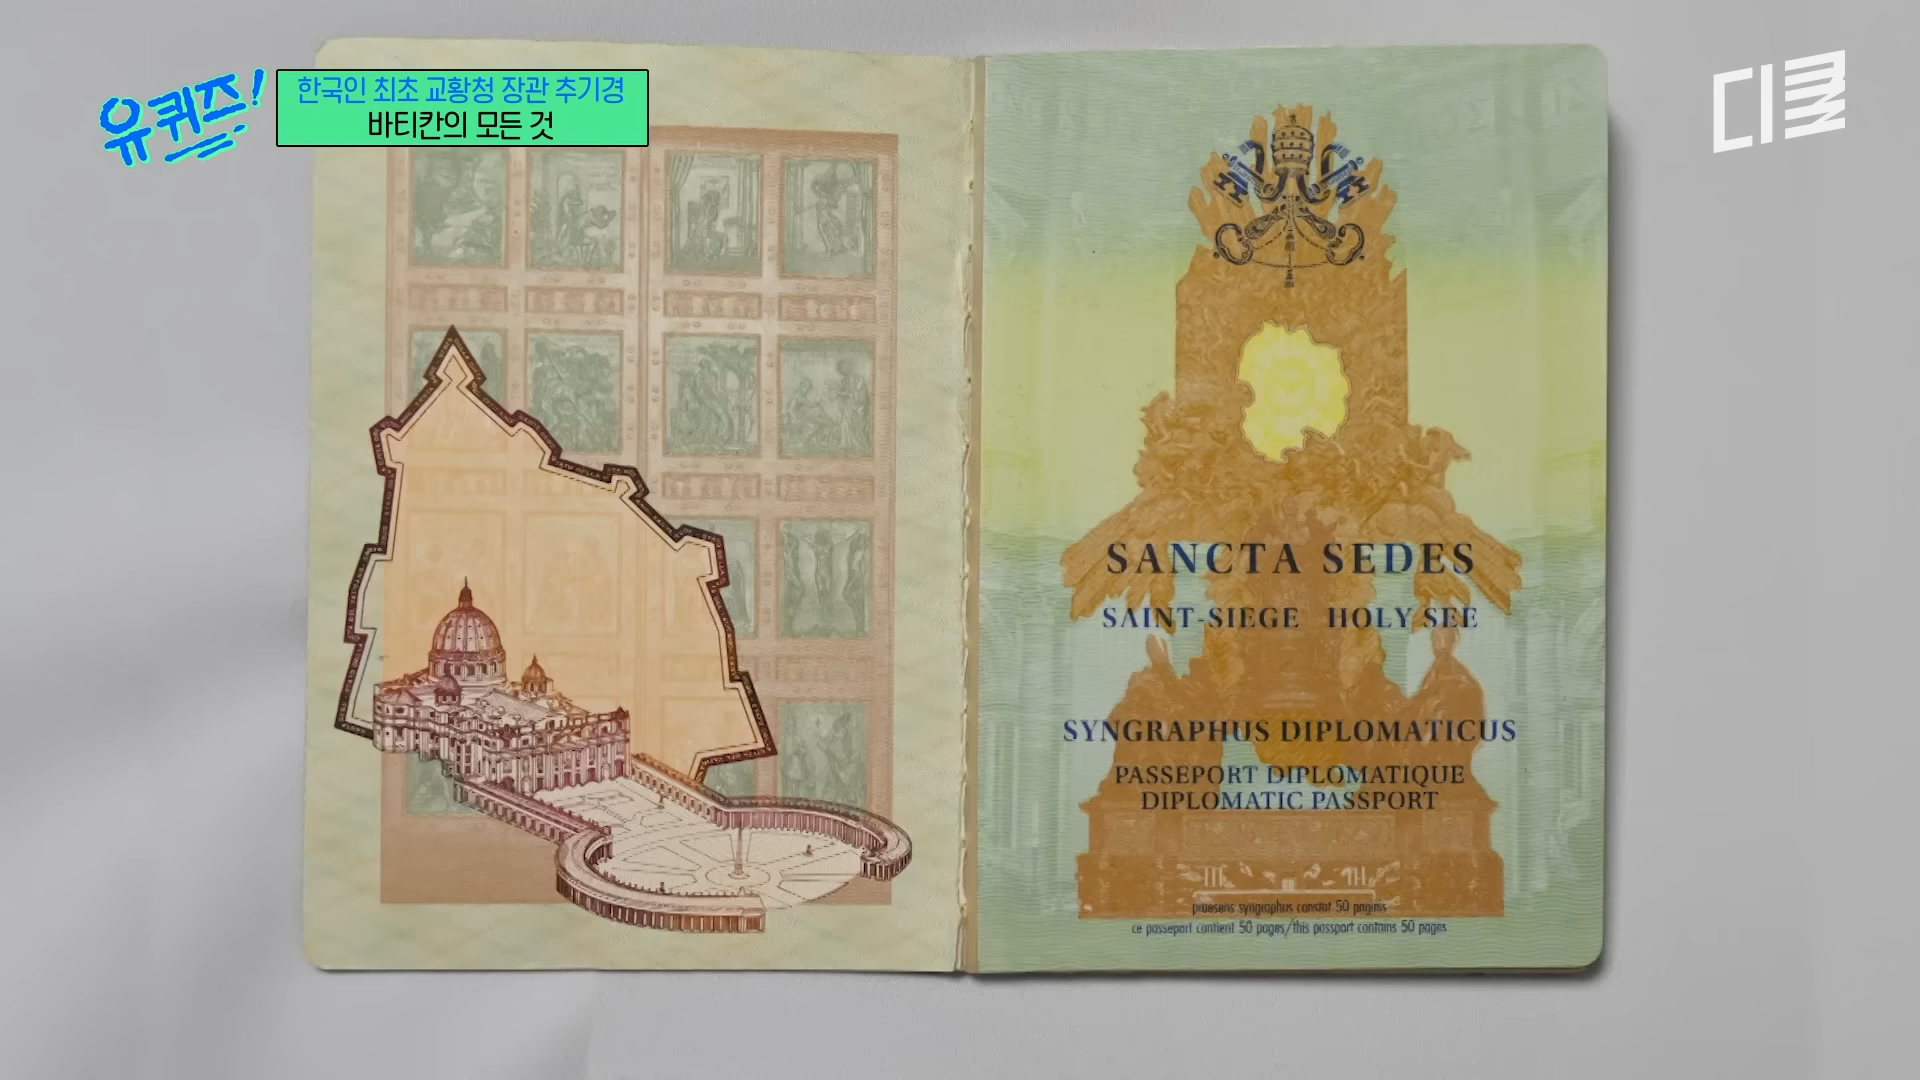 유퀴즈!
한국인 최초 교황청 장관 추기경
바티칸의 모든 것
디글
SANCTA SEDES
SAINT-SIEGE HOLY SEE
SYNGRAPHUS DIPLOMATICUS
PASSEPORT DIPLOMATIQUE
DIPLOMATIC PASSPORT
praesens syngraphus constat 50 paginis
ce passeport contient 50 pages/this passport contains 50 pages